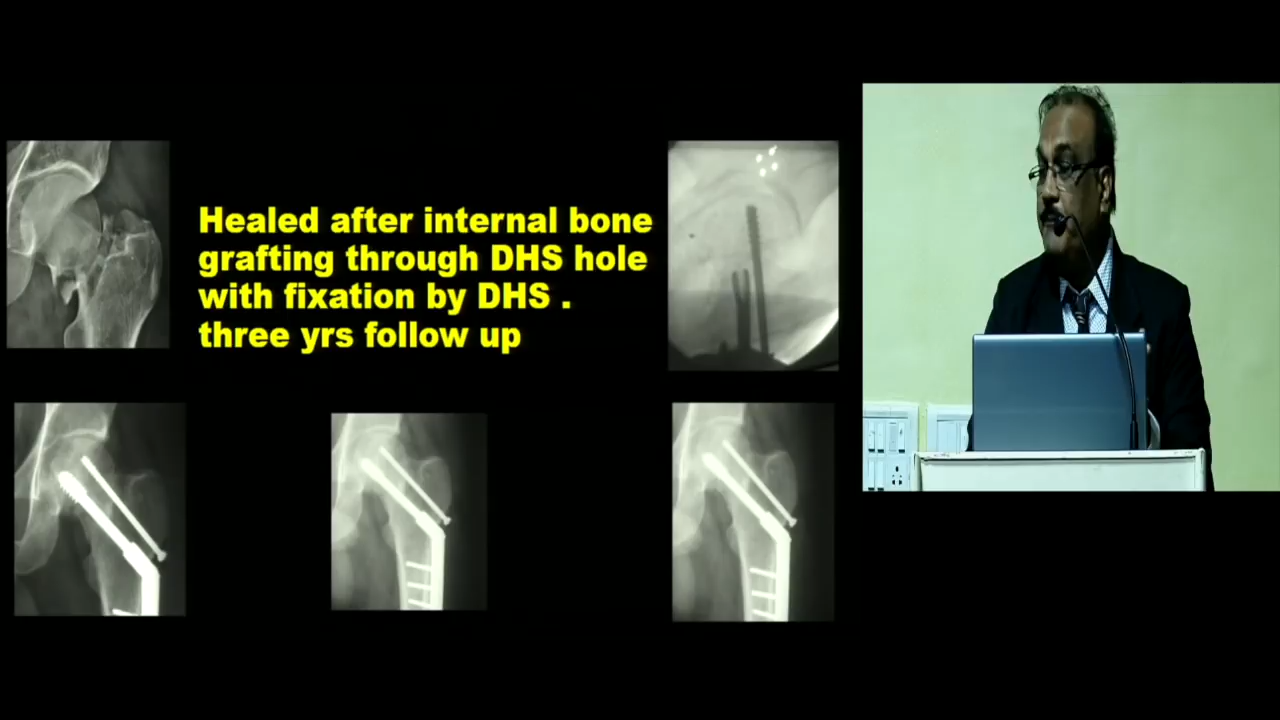 Healed after internal bone
grafting through DHS hole
with fixation by DHS .
three yrs follow up